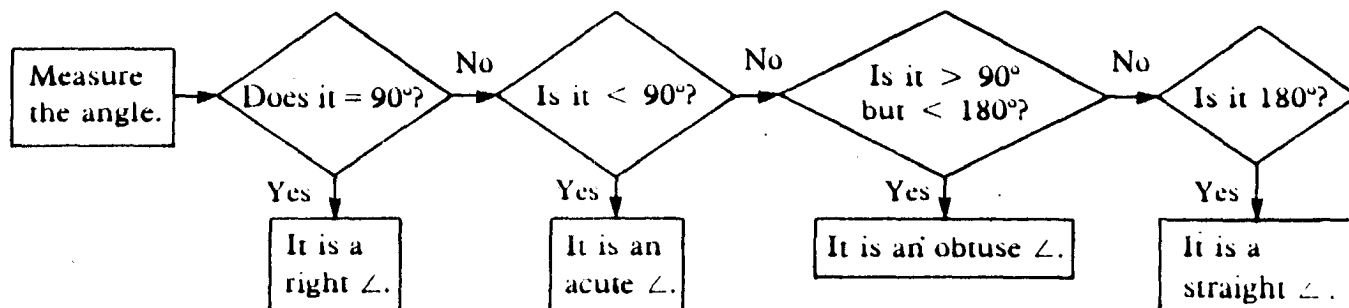 Measure
the angle.
Does it = 90°?
No
Yes
It is a
right ∠.
Is it < 90°?
No
Yes
It is an
acute ∠.
Is it > 90°
but < 180°?
No
Yes
It is an obtuse ∠.
Is it 180°?
Yes
It is a
straight ∠.